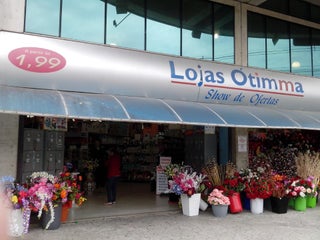 A partir de
1,99
Lojas Otimma
Show de Ofertas